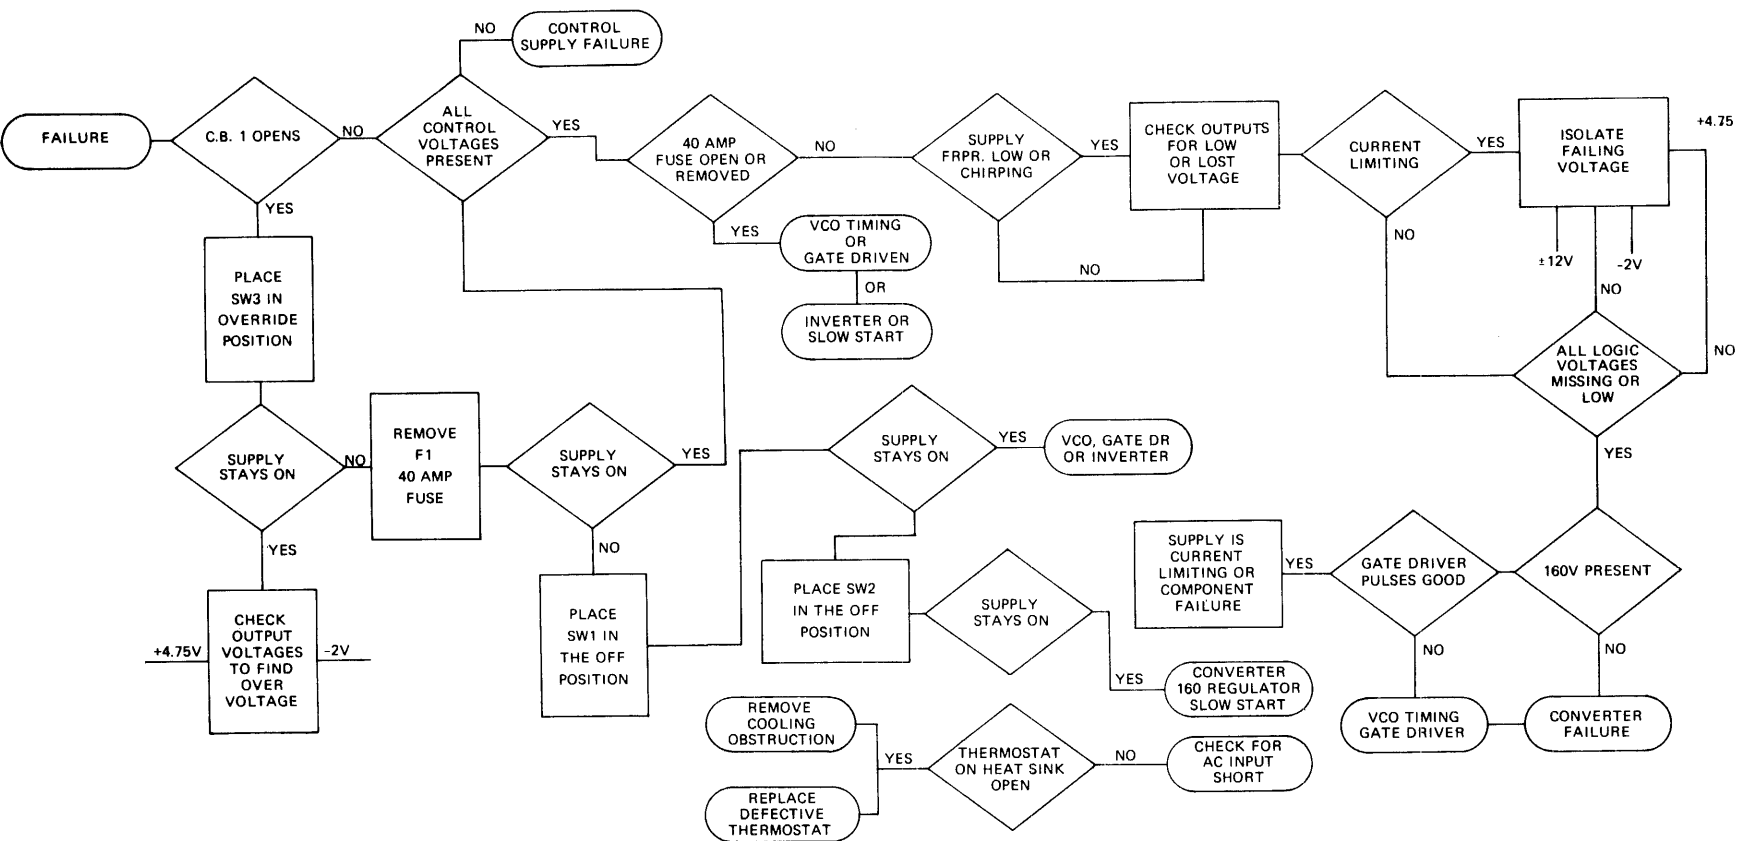 NO
CONTROL
SUPPLY FAILURE
FAILURE
C.B. 1 OPENS
NO
ALL
CONTROL
VOLTAGES
PRESENT
YES
40 AMP
FUSE OPEN OR
REMOVED
NO
SUPPLY
FRPR. LOW OR
CHIRPING
YES
CHECK OUTPUTS
FOR LOW
OR LOST
VOLTAGE
CURRENT
LIMITING
YES
ISOLATE
FAILING
VOLTAGE
+4.75
YES
YES
VCO TIMING
OR
GATE DRIVEN
OR
INVERTER OR
SLOW START
NO
NO
±12V
-2V
NO
NO
ALL LOGIC
VOLTAGES
MISSING OR
LOW
YES
PLACE
SW3 IN
OVERRIDE
POSITION
SUPPLY
STAYS ON
NO
REMOVE
F1
40 AMP
FUSE
SUPPLY
STAYS ON
YES
SUPPLY
STAYS ON
YES
VCO, GATE DR
OR INVERTER
YES
CHECK
OUTPUT
VOLTAGES
TO FIND
OVER
VOLTAGE
+4.75V
-2V
NO
PLACE
SW1 IN
THE OFF
POSITION
PLACE SW2
IN THE OFF
POSITION
SUPPLY
STAYS ON
YES
CONVERTER
160 REGULATOR
SLOW START
SUPPLY IS
CURRENT
LIMITING OR
COMPONENT
FAILURE
YES
GATE DRIVER
PULSES GOOD
160V PRESENT
NO
NO
VCO TIMING
GATE DRIVER
CONVERTER
FAILURE
REMOVE
COOLING
OBSTRUCTION
YES
REPLACE
DEFECTIVE
THERMOSTAT
THERMOSTAT
ON HEAT SINK
OPEN
NO
CHECK FOR
AC INPUT
SHORT